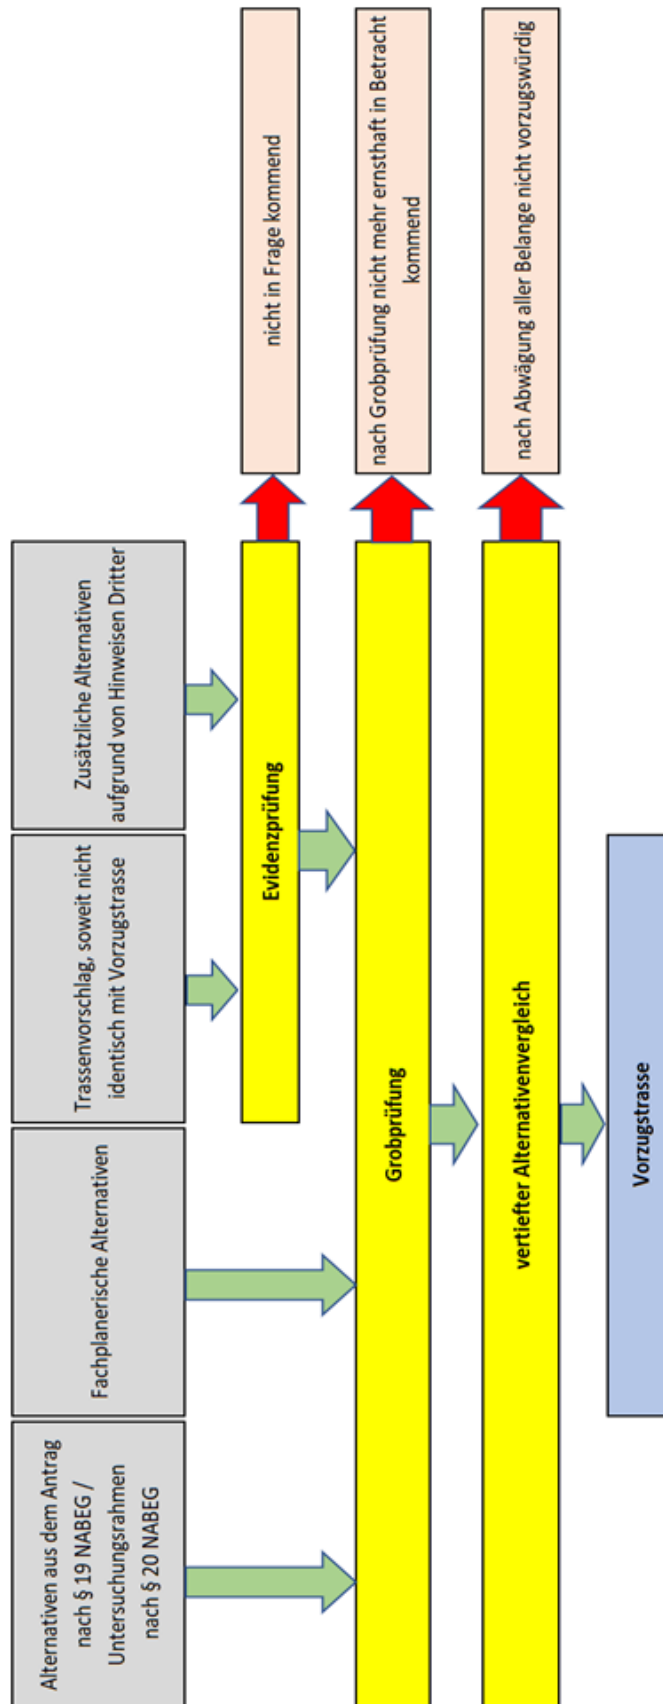 Alternativen aus dem Antrag
nach § 19 NABEG /
Untersuchungsrahmen
nach § 20 NABEG
Fachplanerische Alternativen
Trassenvorschlag, soweit nicht
identisch mit Vorzugstrasse
Zusätzliche Alternativen
aufgrund von Hinweisen Dritter
Evidenzprüfung
nicht in Frage kommend
Grobprüfung
nach Grobprüfung nicht mehr ernsthaft in Betracht
kommend
vertiefter Alternativenvergleich
nach Abwägung aller Belange nicht vorzugswürdig
Vorzugstrasse